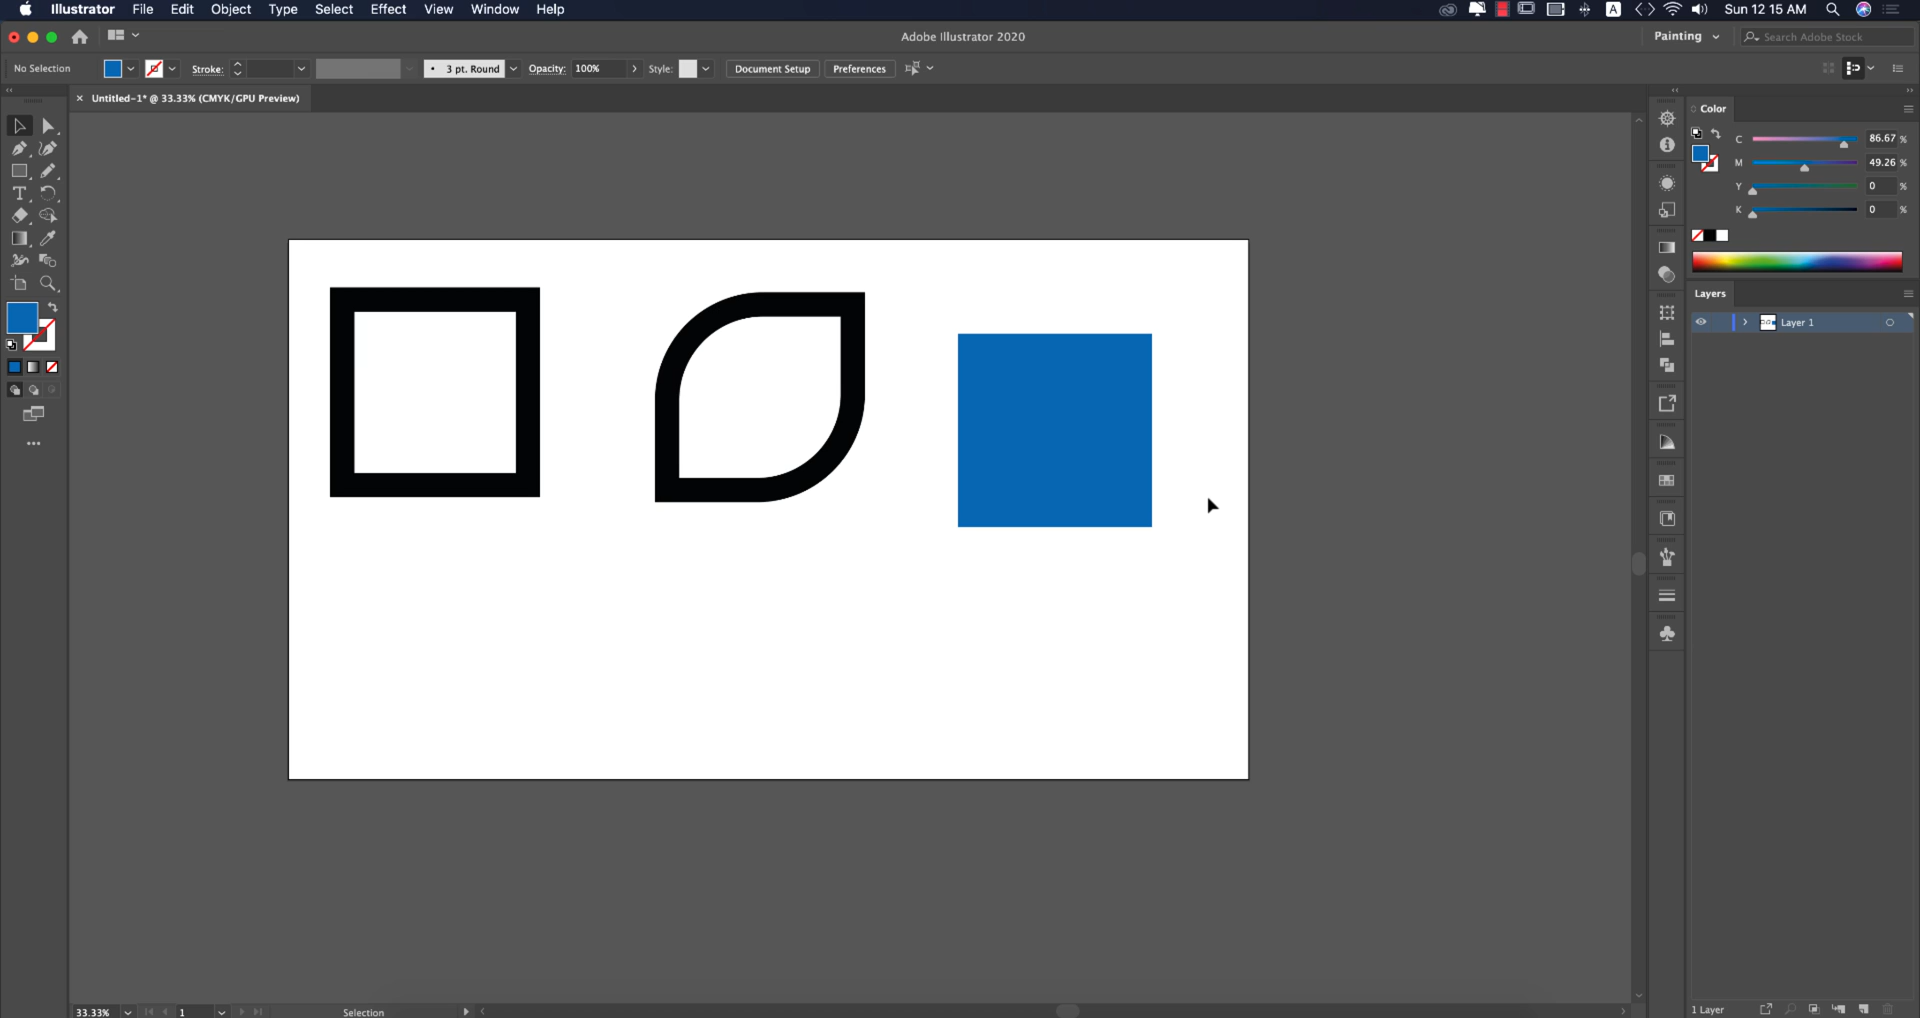 Illustrator File Edit Object Type Select Effect View Window Help A Sun 12 15 AM
Adobe Illustrator 2020 Painting Search Adobe Stock
No Selection Stroke: 3 pt. Round Opacity: 100% Style: Document Setup Preferences
Untitled-1* @ 33.33% (CMYK/GPU Preview)
Color
C 86.67 %
M 49.26 %
Y 0 %
K 0 %
Layers
Layer 1
33.33% 1 Selection 1 Layer